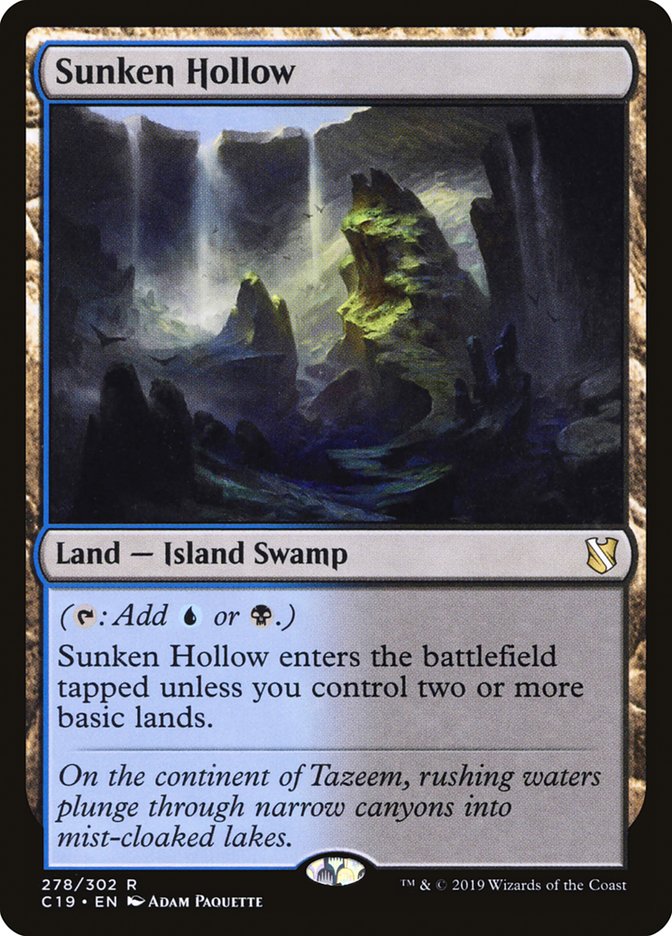 Sunken Hollow
Land — Island Swamp
( : Add or .)
Sunken Hollow enters the battlefield
tapped unless you control two or more
basic lands.
On the continent of Tazeem, rushing waters
plunge through narrow canyons into
mist-cloaked lakes.
278/302 R
C19 • EN Adam Paquette
™ & © 2019 Wizards of the Coast